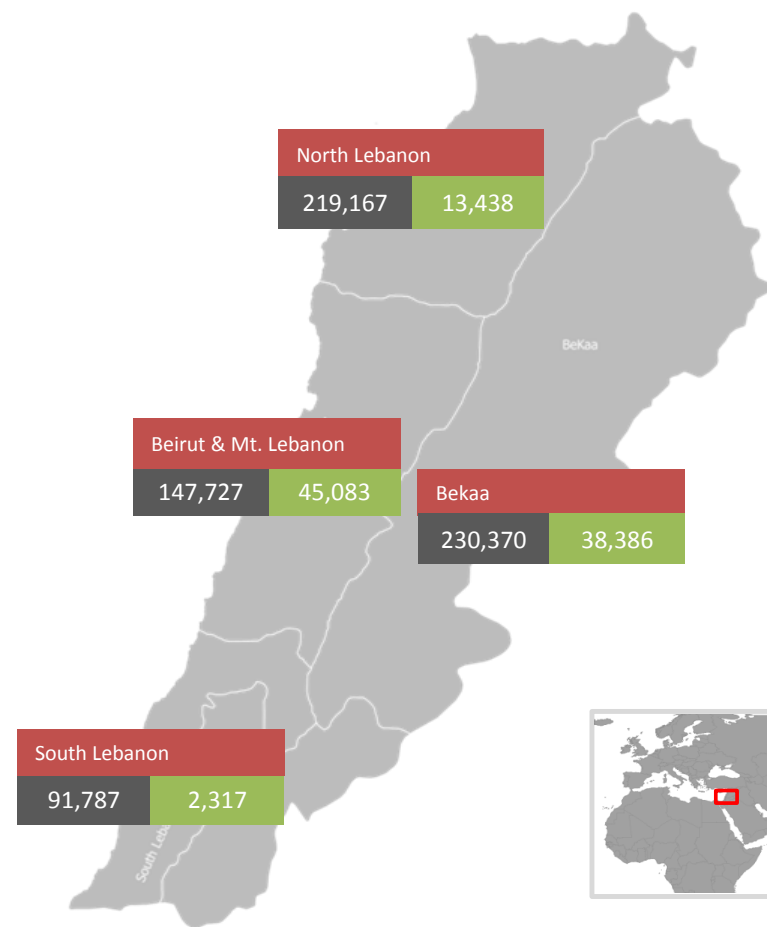 North Lebanon
219,167 13,438
BeKaa
Beirut & Mt. Lebanon
147,727 45,083
Bekaa
230,370 38,386
South Lebanon
91,787 2,317
South